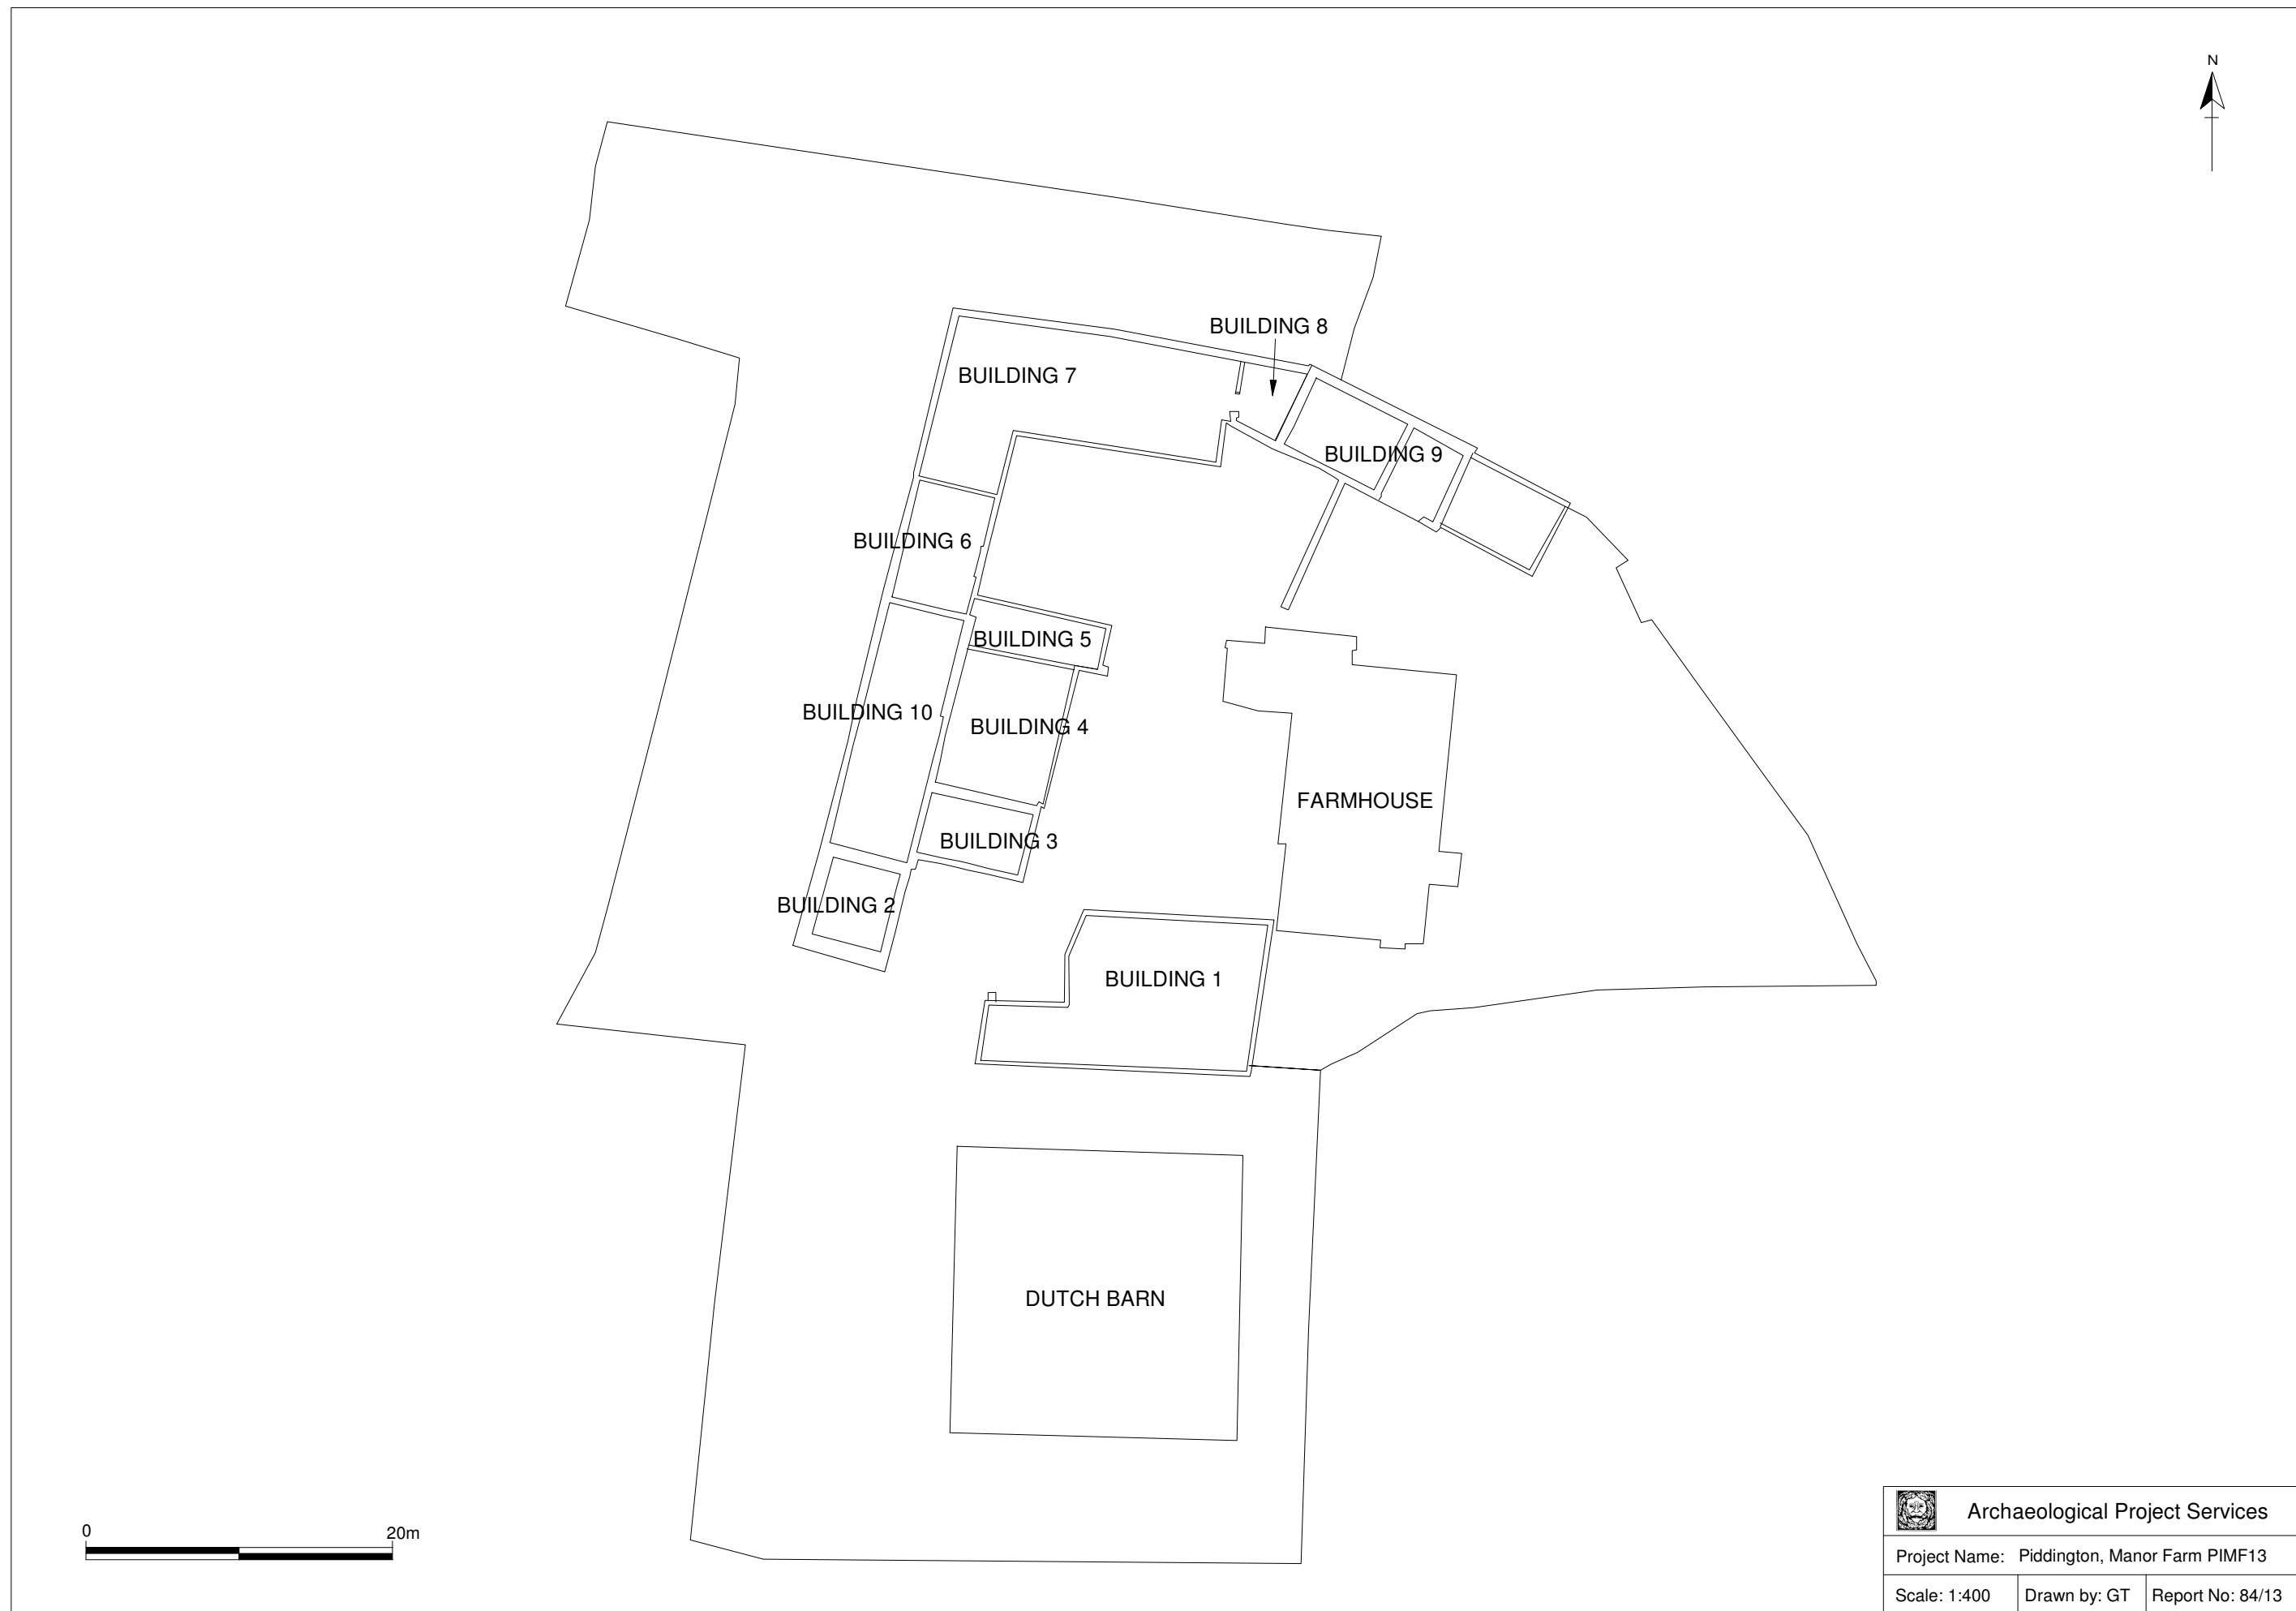 N
BUILDING 8
BUILDING 7
BUILDING 9
BUILDING 6
BUILDING 5
BUILDING 10
BUILDING 4
FARMHOUSE
BUILDING 3
BUILDING 2
BUILDING 1
DUTCH BARN
0 20m
Archaeological Project Services
Project Name: Piddington, Manor Farm PIMF13
Scale: 1:400 Drawn by: GT Report No: 84/13